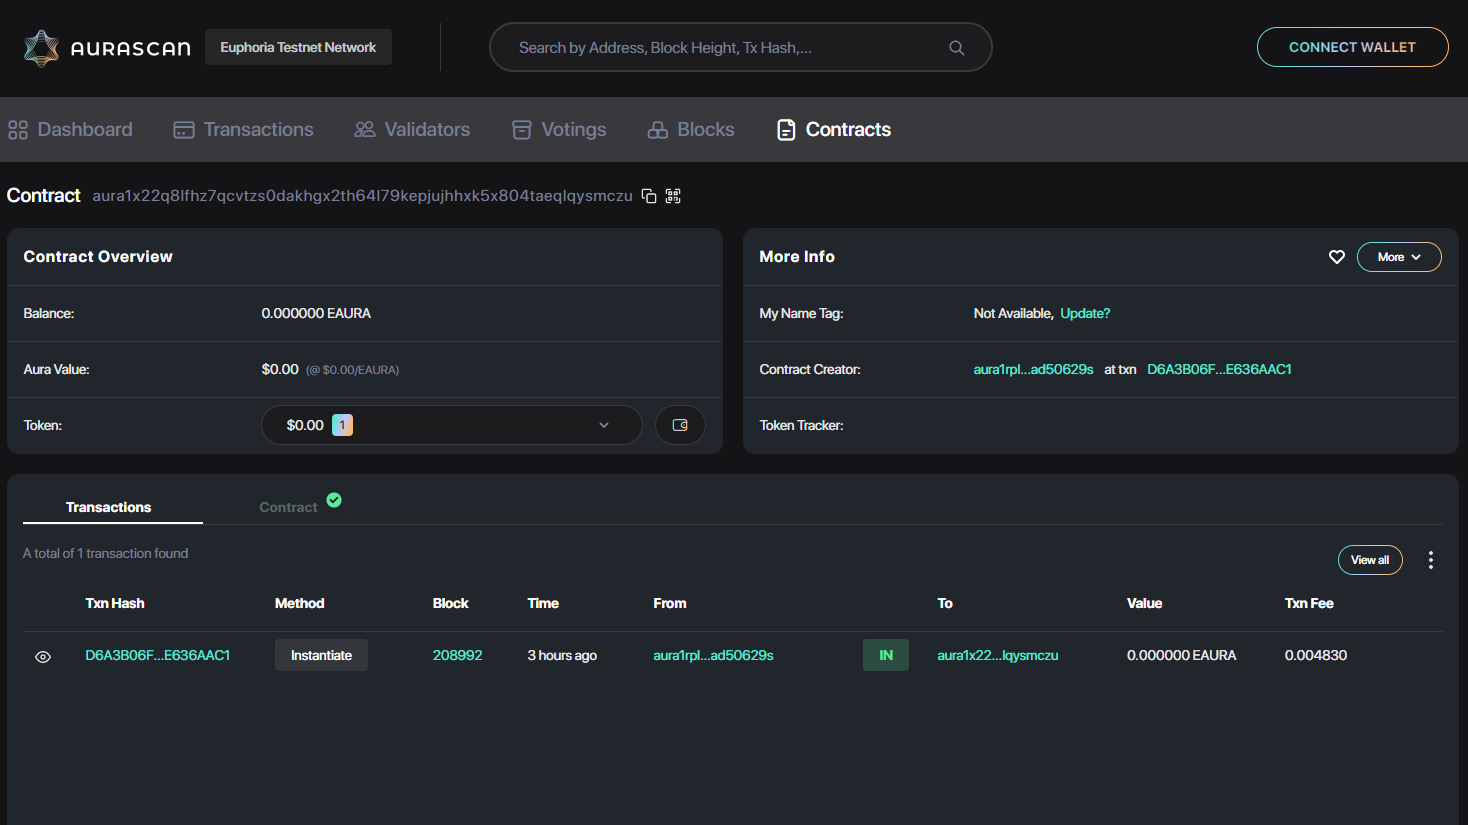 AURASCAN
Euphoria Testnet Network
Search by Address, Block Height, Tx Hash,...
CONNECT WALLET
Dashboard
Transactions
Validators
Votings
Blocks
Contracts
Contract aura1x22q8lfhz7qcvtzs0dakhgx2th64l79kepjujhhxk5x804taeqlqysmczu
Contract Overview
Balance: 0.000000 EAURA
Aura Value: $0.00 (@ $0.00/EAURA)
Token: $0.00 1
More Info
More
My Name Tag: Not Available, Update?
Contract Creator: aura1rpl...ad50629s at txn D6A3B06F...E636AAC1
Token Tracker:
Transactions
Contract
A total of 1 transaction found
View all
Txn Hash Method Block Time From To Value Txn Fee
D6A3B06F...E636AAC1 Instantiate 208992 3 hours ago aura1rpl...ad50629s IN aura1x22...lqysmczu 0.000000 EAURA 0.004830